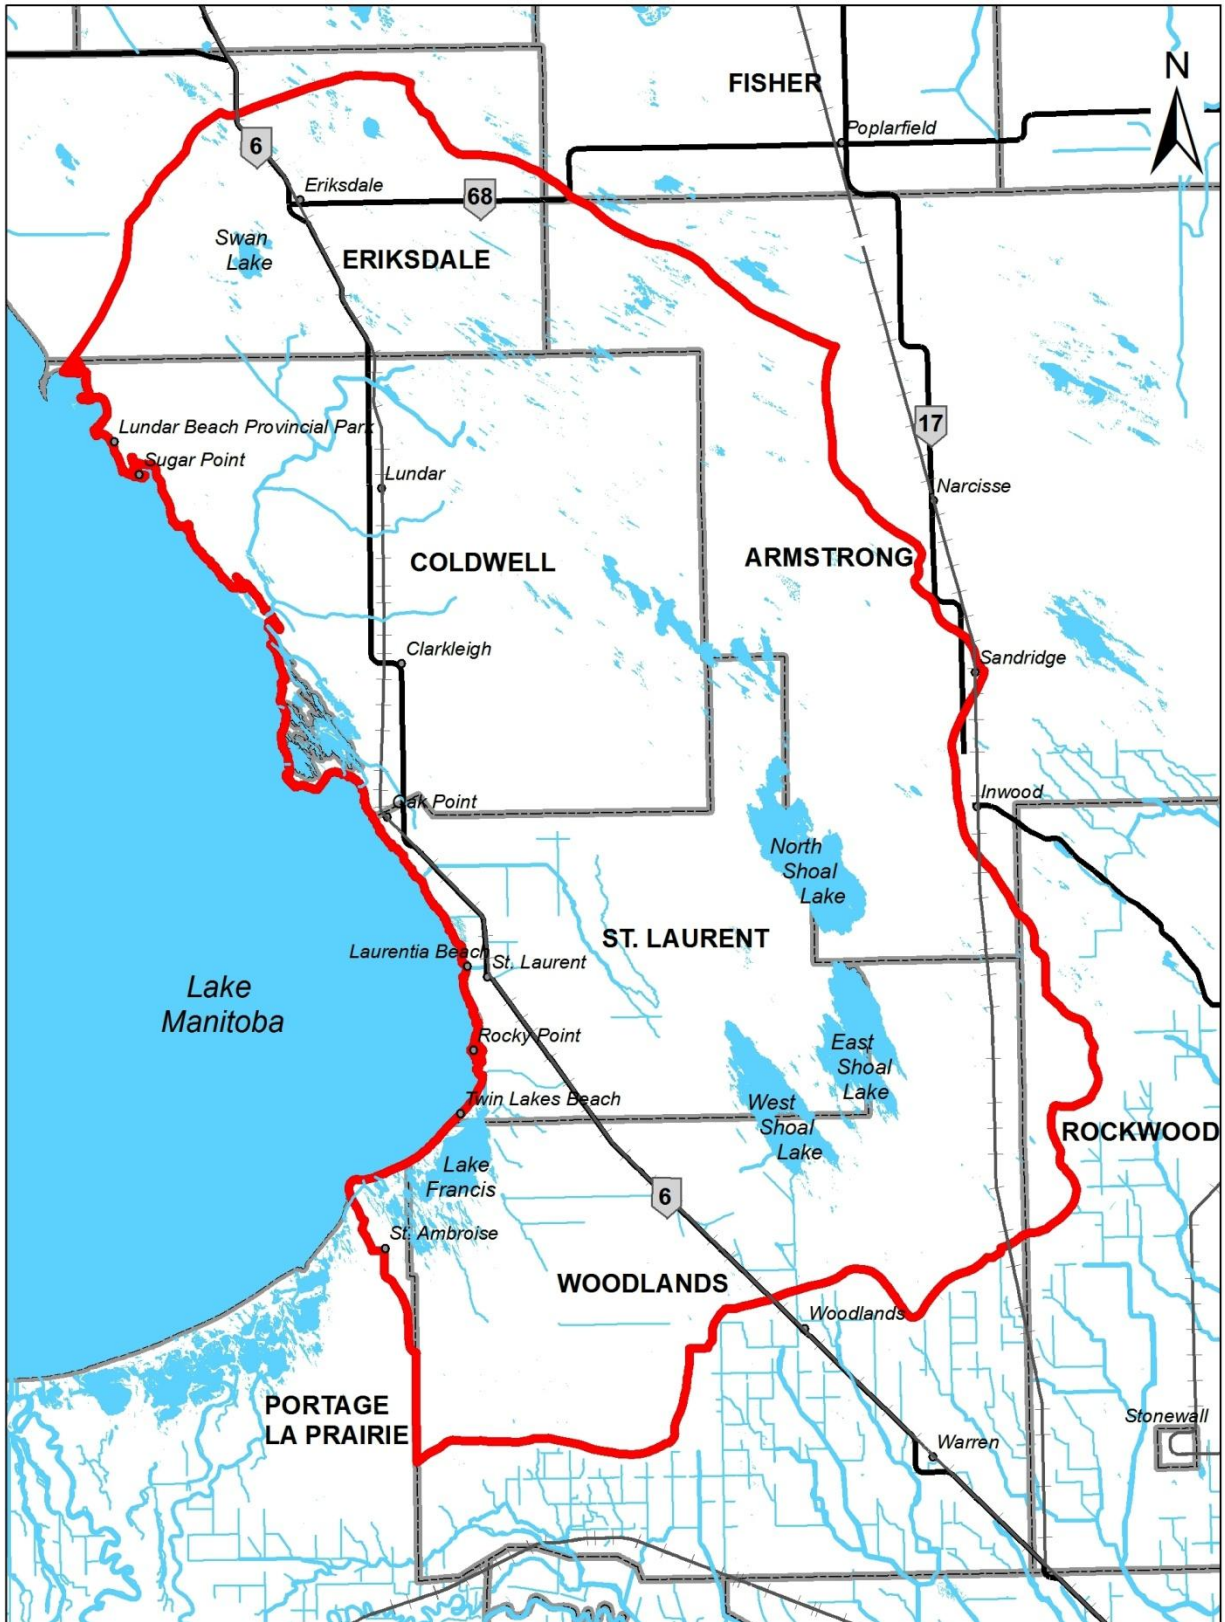 FISHER
N
Poplarfield
6
Eriksdale
68
Swan
Lake
ERIKSDALE
17
Lundar Beach Provincial Park
Sugar Point
Lundar
Narcisse
COLDWELL
ARMSTRONG
Clarkleigh
Sandridge
Oak Point
Inwood
North
Shoal
Lake
ST. LAURENT
Laurentia Beach
St. Laurent
Lake
Manitoba
Rocky Point
East
Shoal
Lake
Twin Lakes Beach
West
Shoal
Lake
ROCKWOOD
Lake
Francis
6
St. Ambroise
WOODLANDS
Woodlands
PORTAGE
LA PRAIRIE
Stonewall
Warren